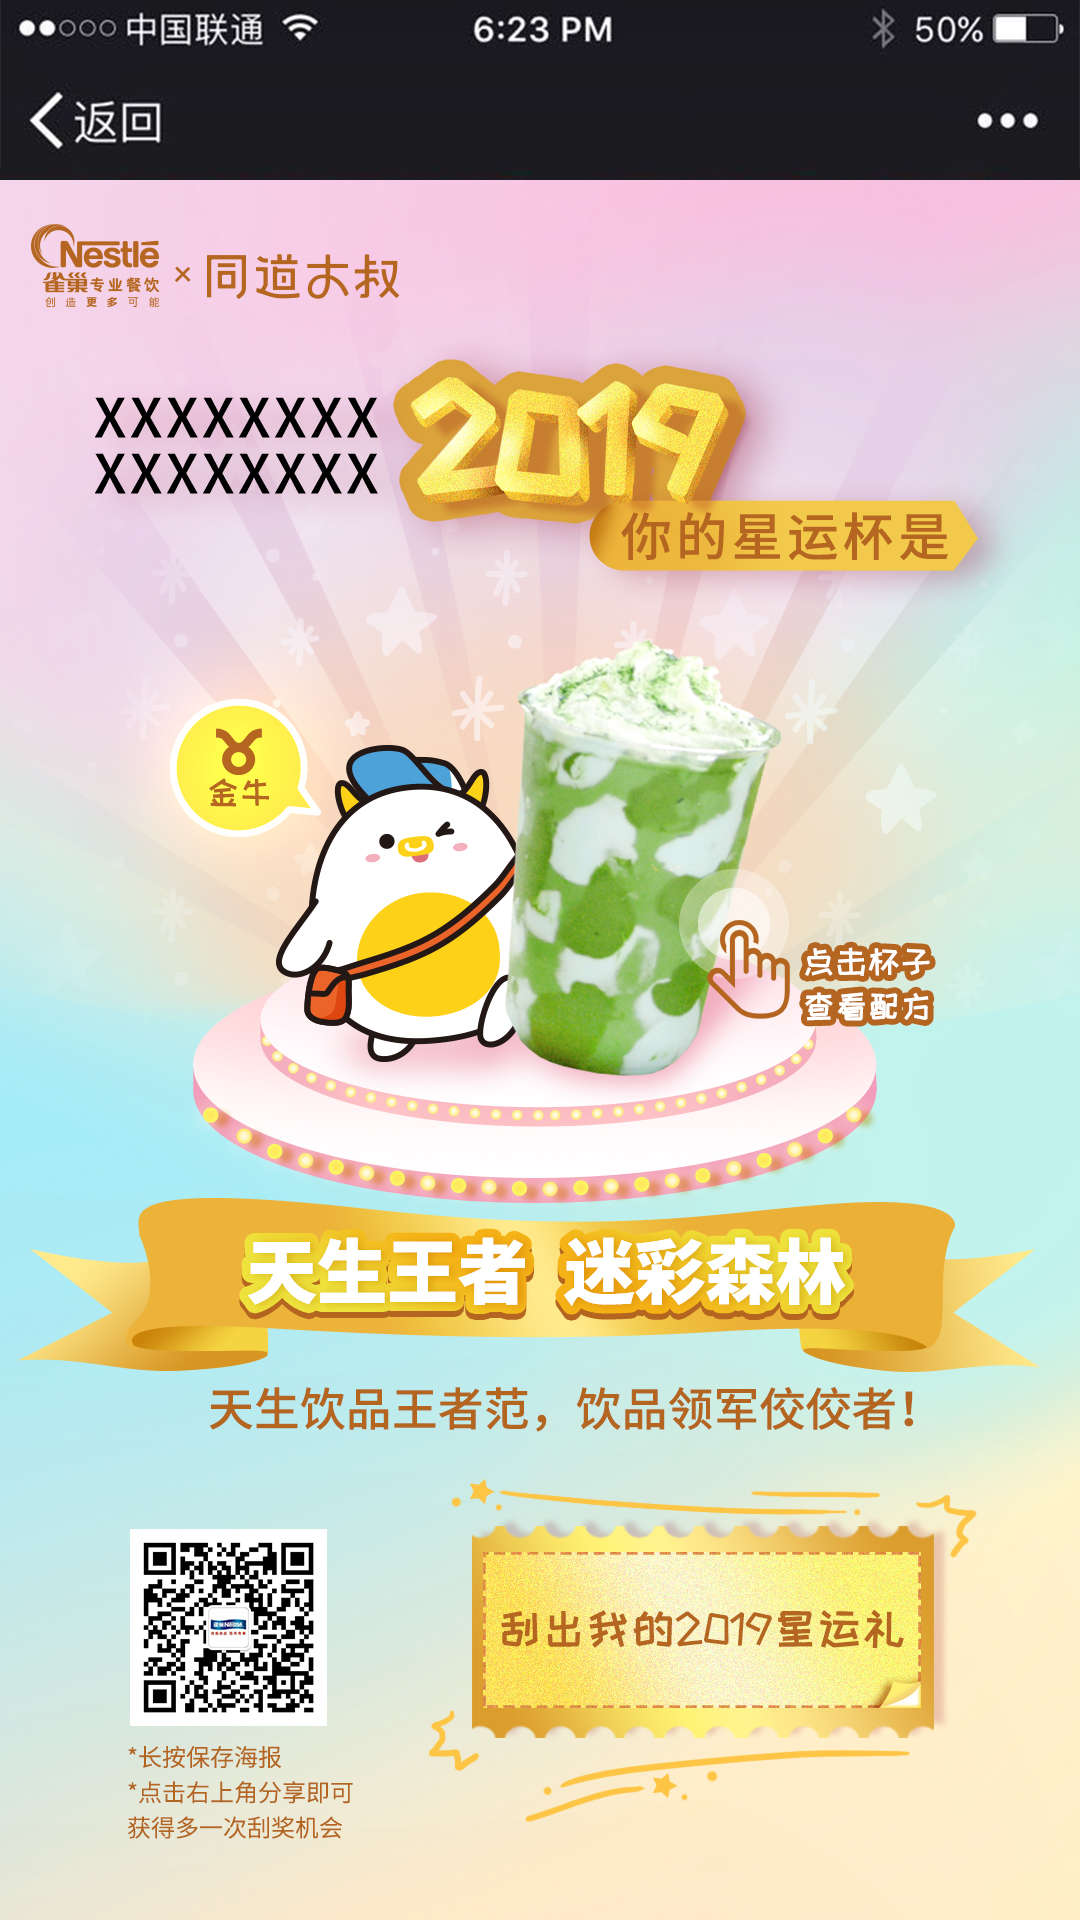 中国联通 6:23 PM 50%
返回
Nestlé
雀巢专业餐饮 × 同道大叔
创造更多可能
XXXXXXXX
XXXXXXXX
2019
你的星运杯是
金牛
点击杯子
查看配方
天生王者 迷彩森林
天生饮品王者范，饮品领军佼佼者！
刮出我的2019星运礼
*长按保存海报
*点击右上角分享即可
获得多一次刮奖机会